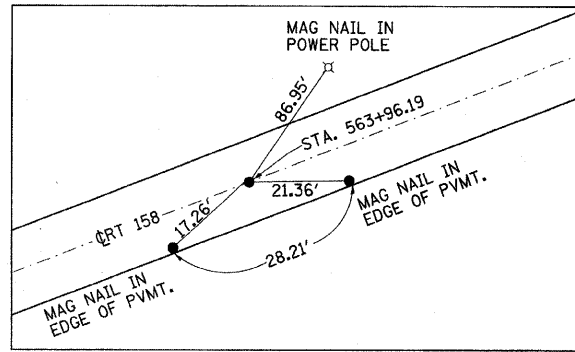 MAG NAIL IN
POWER POLE
86.95'
STA. 563+96.19
21.36'
MAG NAIL IN
EDGE OF PVMT.
℄RT 158
17.26'
28.21'
MAG NAIL IN
EDGE OF PVMT.